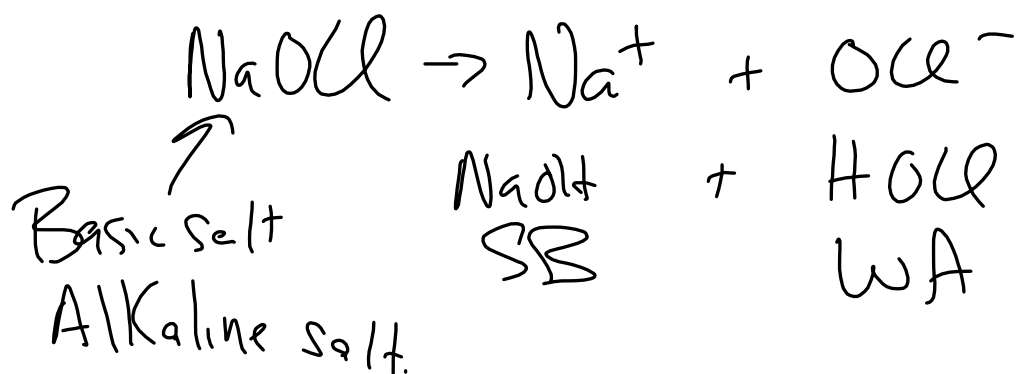 NaOCl → Na⁺ + OCl⁻
NaOH + HOCl
SB WA
Basic salt
Alkaline salt.